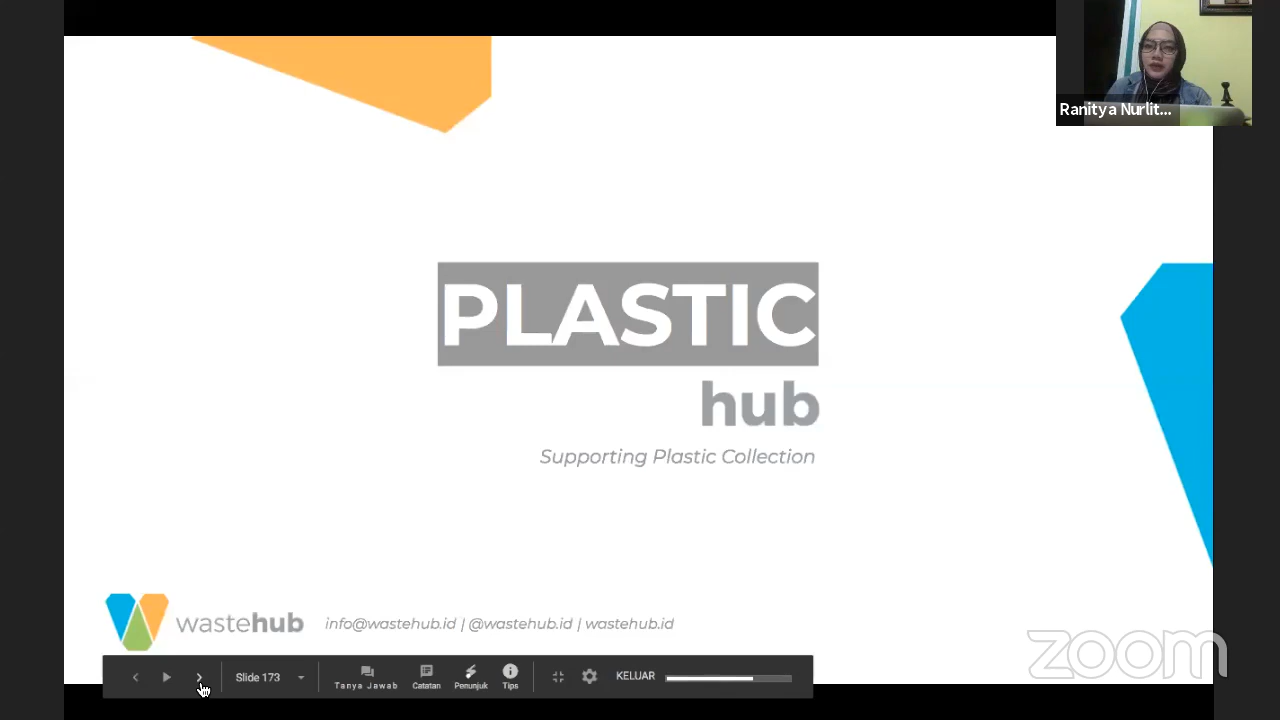 Ranitya Nurlit...
PLASTIC
hub
Supporting Plastic Collection
wastehub
info@wastehub.id | @wastehub.id | wastehub.id
zoom
Slide 173
Tanya Jawab
Catatan
Penunjuk
Tips
KELUAR